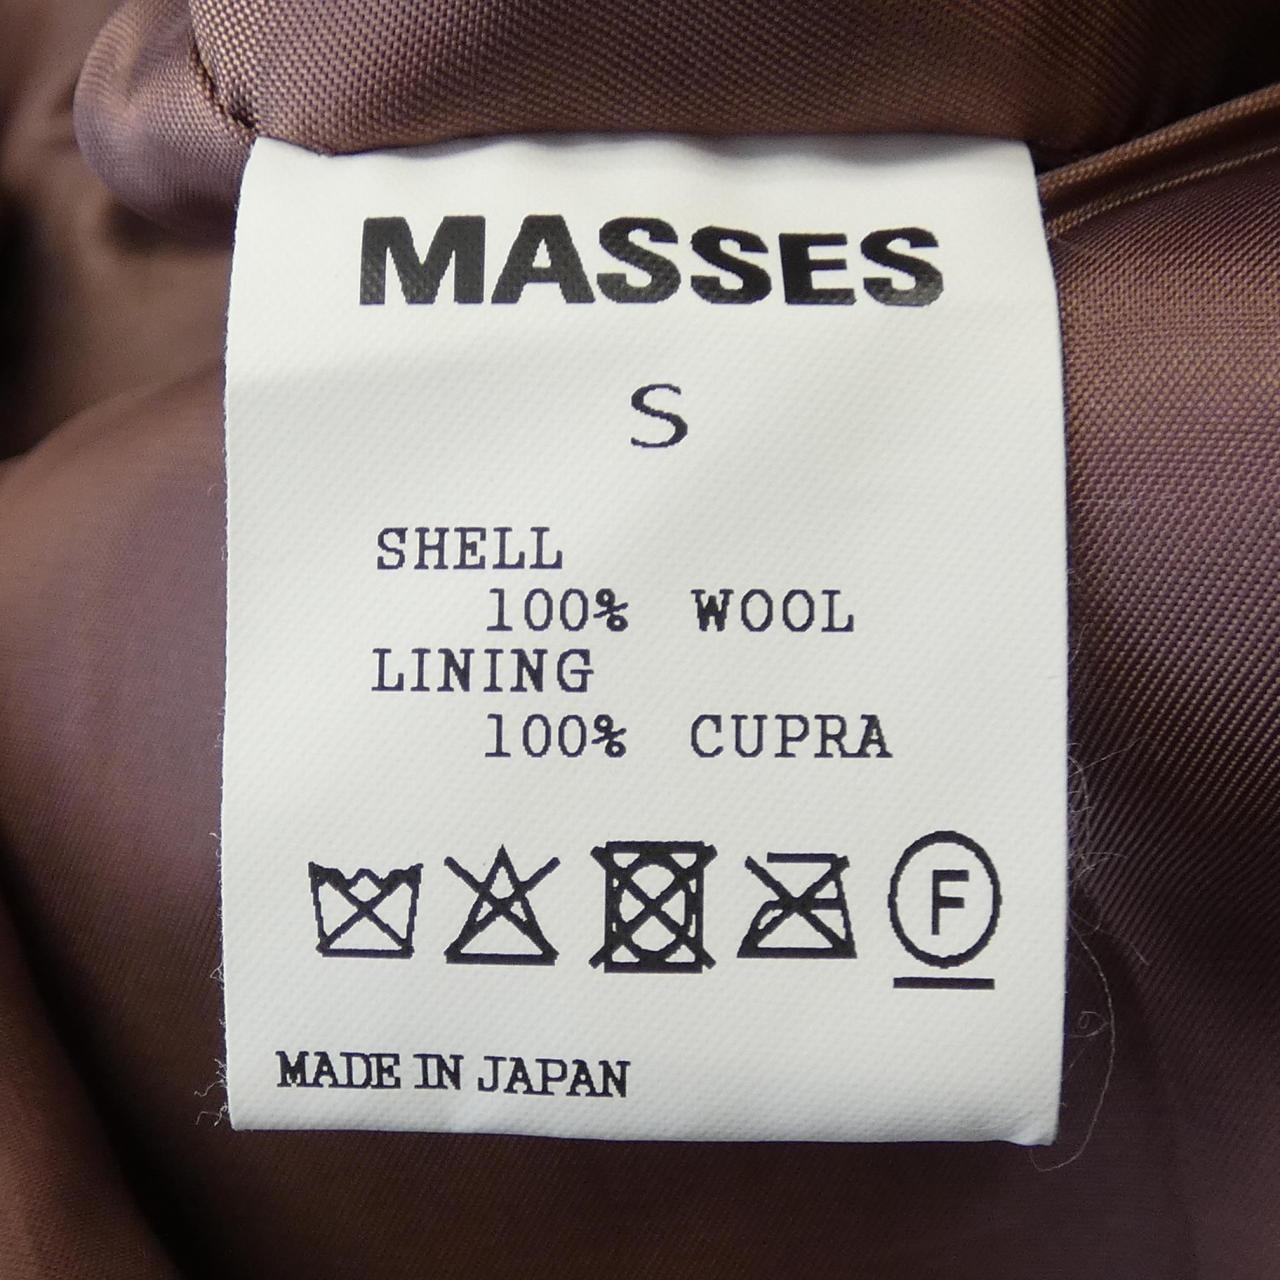 MASSES
S
SHELL
100% WOOL
LINING
100% CUPRA
F
MADE IN JAPAN